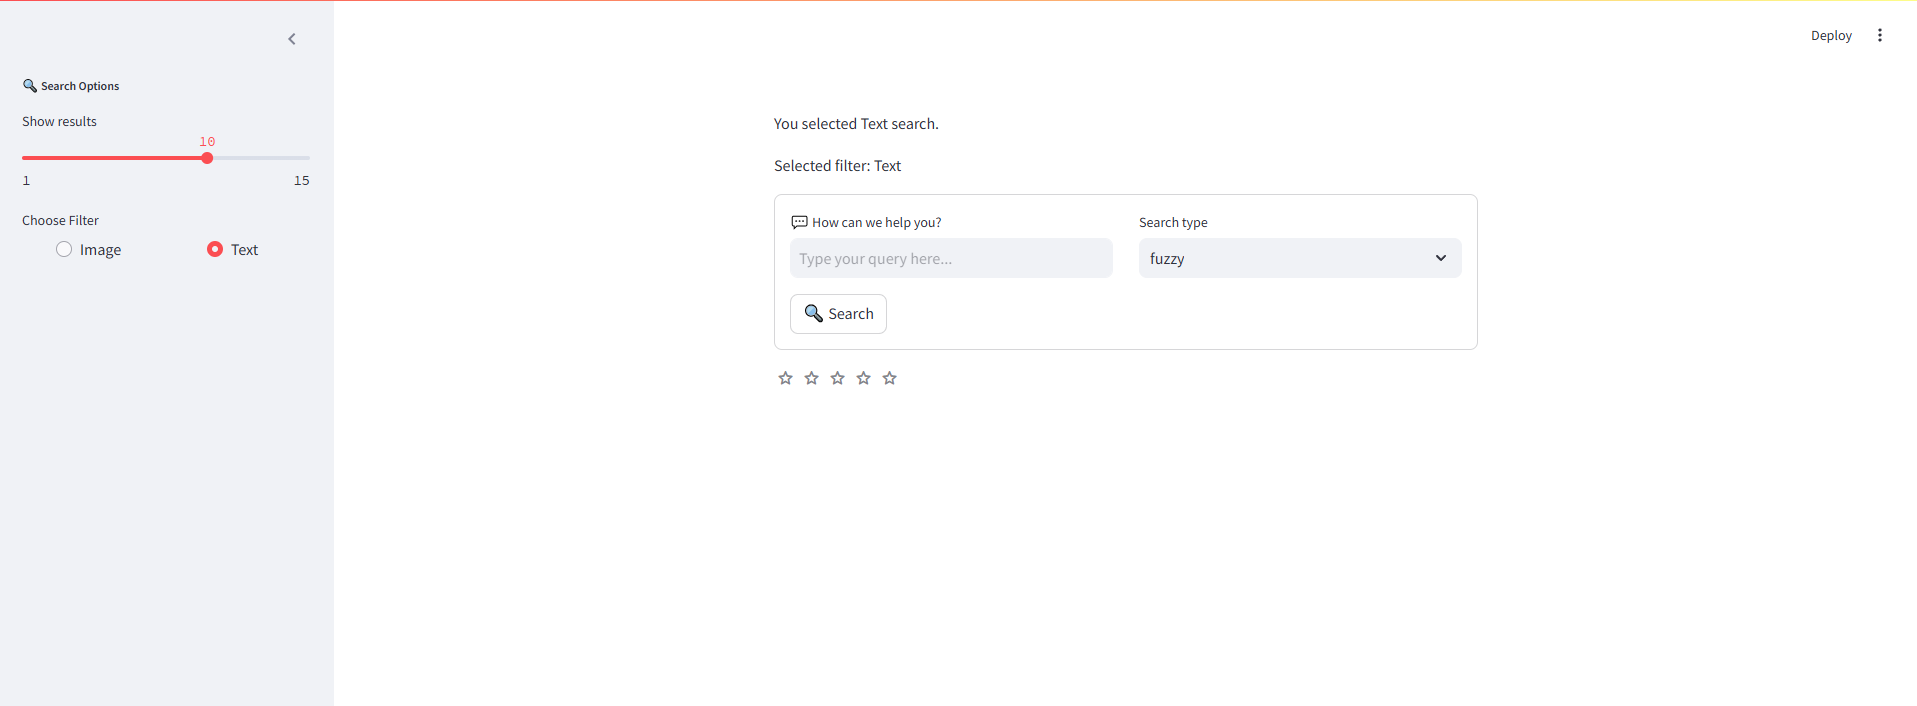 Deploy
Search Options
Show results
10
1 15
Choose Filter
Image Text
You selected Text search.
Selected filter: Text
How can we help you?
Type your query here...
Search type
fuzzy
Search